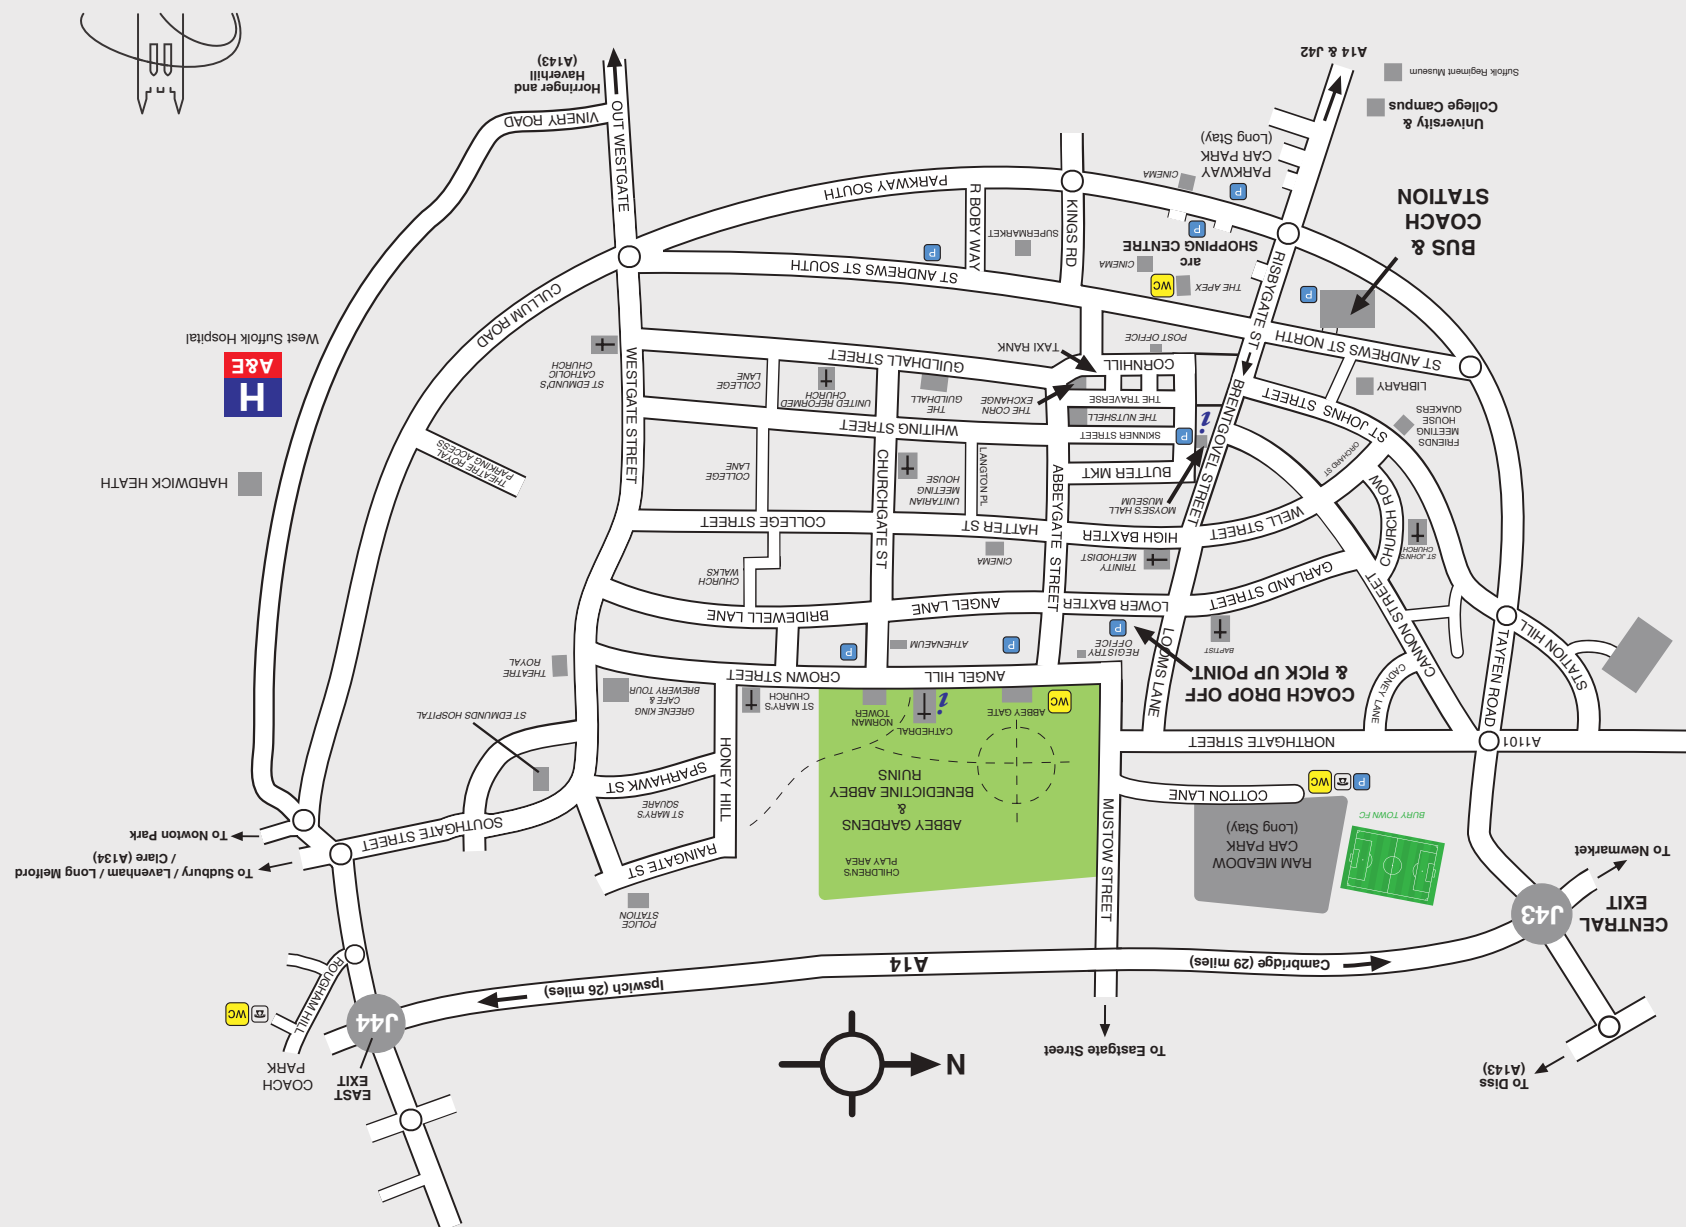 To Diss
(A143)
EAST
EXIT
COACH
PARK
To Eastgate Street
N
J44
WC
Ipswich (26 miles)
A14
Cambridge (29 miles)
ROUGHAM HILL
J43
CENTRAL
EXIT
To Newmarket
POLICE
STATION
To Sudbury / Lavenham / Long Melford
/ Clare (A134)
To Nowton Park
SOUTHGATE STREET
RAINGATE ST
ST MARY'S
SQUARE
SPARHAWK ST
HONEY HILL
CHILDREN'S
PLAY AREA
ABBEY GARDENS
&
BENEDICTINE ABBEY
RUINS
MUSTOW STREET
RAM MEADOW
CAR PARK
(Long Stay)
BURY TOWN FC
COTTON LANE
WC
P
NORTHGATE STREET
A1101
ST EDMUNDS HOSPITAL
GREENE KING
CAFE &
BREWERY TOUR
ST MARY'S
CHURCH
NORMAN
TOWER
CATHEDRAL
i
ABBEY GATE
WC
COACH DROP OFF
& PICK UP POINT
LOOMS LANE
CADNEY LANE
CANNON STREET
TAYFEN ROAD
STATION HILL
THEATRE
ROYAL
CROWN STREET
ANGEL HILL
P
ATHENAEUM
P
REGISTRY
OFFICE
P
BAPTIST
BRIDEWELL LANE
ANGEL LANE
LOWER BAXTER
GARLAND STREET
CHURCH
WALKS
CINEMA
TRINITY
METHODIST
COLLEGE STREET
HATTER ST
HIGH BAXTER
WELL STREET
CHURCHGATE ST
ABBEYGATE STREET
CHURCH ROW
ST JOHN'S
CHURCH
THEATRE ROYAL
PARKING ACCESS
HARDWICK HEATH
COLLEGE
LANE
UNITARIAN
MEETING
HOUSE
LANGTON PL
MOYSES HALL
MUSEUM
BUTTER MKT
SKINNER STREET
P
i
ORCHARD ST
FRIENDS
MEETING
HOUSE
QUAKERS
WHITING STREET
THE NUTSHELL
THE TRAVERSE
CORNHILL
BRENTGOVEL STREET
ST JOHNS STREET
LIBRARY
WESTGATE STREET
ST EDMUND'S
CATHOLIC
CHURCH
COLLEGE
LANE
UNITED REFORMED
CHURCH
THE
GUILDHALL
THE CORN
EXCHANGE
GUILDHALL STREET
TAXI RANK
POST OFFICE
ST ANDREWS ST NORTH
H
A&E
West Suffolk Hospital
CULLUM ROAD
ST ANDREWS ST SOUTH
P
R BOBY WAY
SUPERMARKET
KINGS RD
WC
THE APEX
CINEMA
arc
SHOPPING CENTRE
P
P
RISBYGATE ST
BUS &
COACH
STATION
PARKWAY SOUTH
CINEMA
P
PARKWAY
CAR PARK
(Long Stay)
OUT WESTGATE
VINERY ROAD
Horringer and
Haverhill
(A143)
University &
College Campus
Suffolk Regiment Museum
A14 & J42